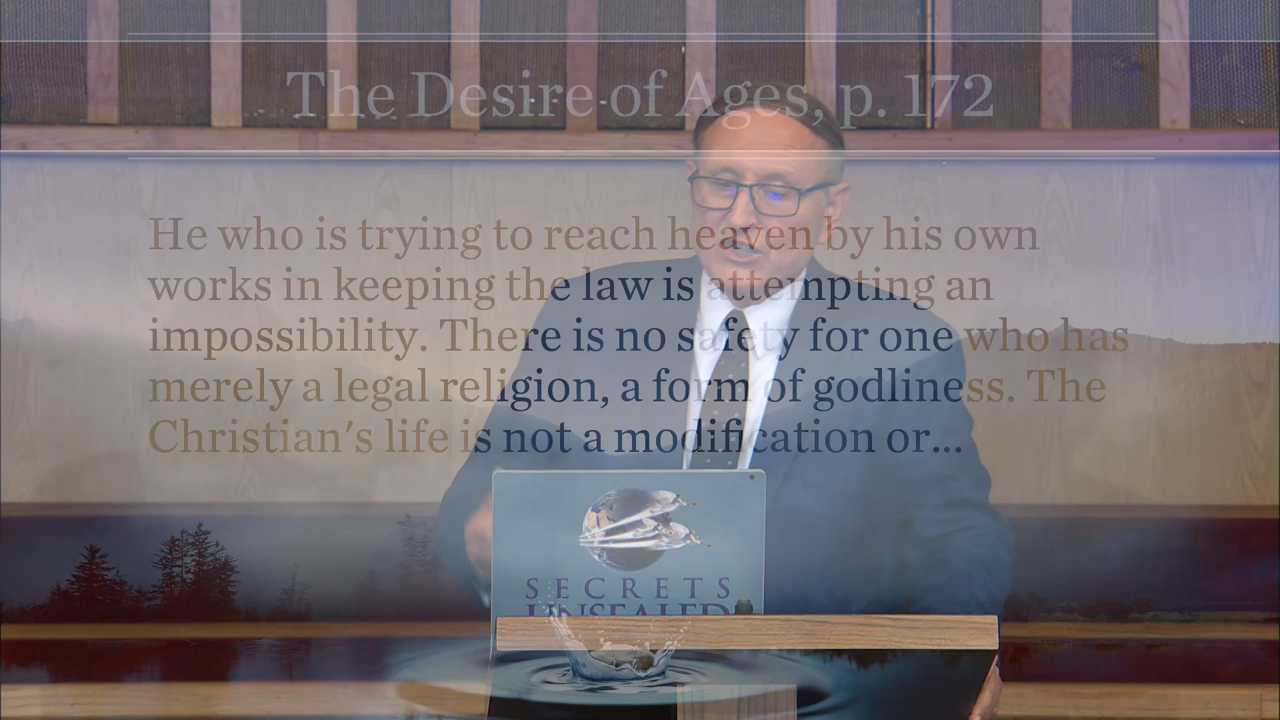 The Desire of Ages, p. 172
He who is trying to reach heaven by his own
works in keeping the law is attempting an
impossibility. There is no safety for one who has
merely a legal religion, a form of godliness. The
Christian's life is not a modification or...
SECRETS
UNSEALED